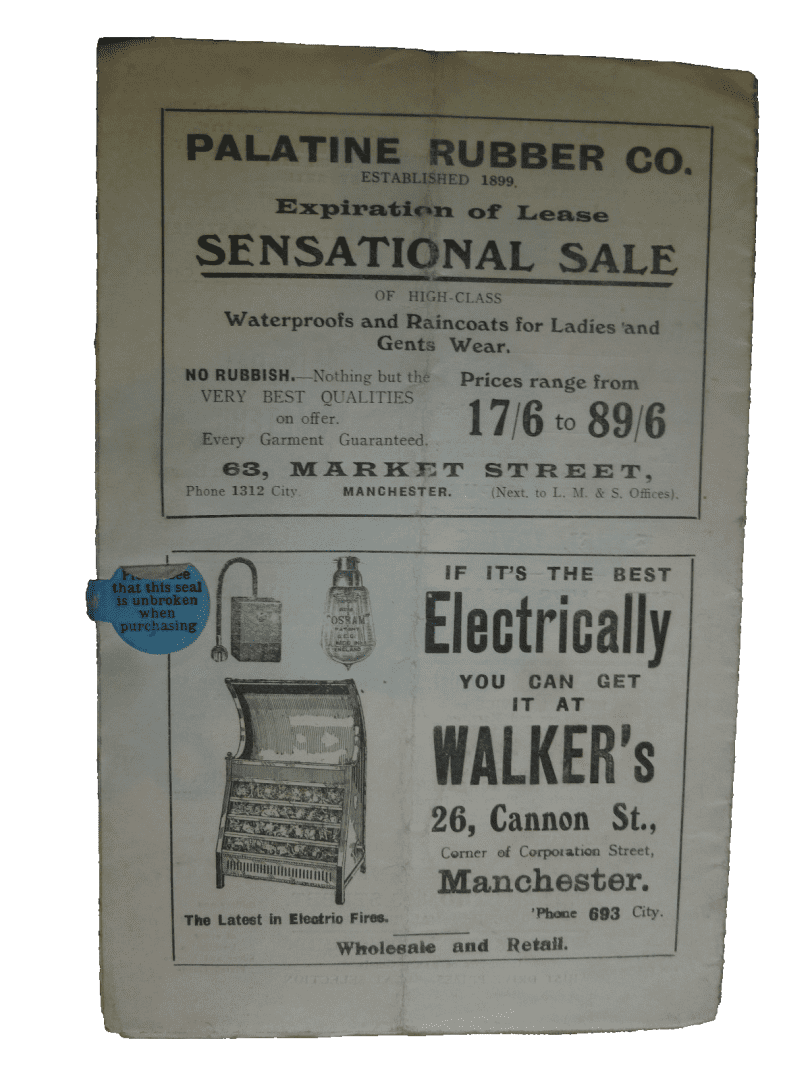 PALATINE RUBBER CO.
ESTABLISHED 1899.
Expiration of Lease
SENSATIONAL SALE
OF HIGH-CLASS
Waterproofs and Raincoats for Ladies and
Gents Wear.
NO RUBBISH.—Nothing but the
VERY BEST QUALITIES
on offer.
Every Garment Guaranteed.
Prices range from
17/6 to 89/6
63, MARKET STREET,
Phone 1312 City. MANCHESTER. (Next. to L. M. & S. Offices).
that this seal
is unbroken
when
purchasing
"OSRAM"
PATENT
G.E.C.
ENGLAND
IF IT'S THE BEST
Electrically
YOU CAN GET
IT AT
WALKER's
26, Cannon St.,
Corner of Corporation Street,
Manchester.
'Phone 693 City.
The Latest in Electric Fires.
Wholesale and Retail.